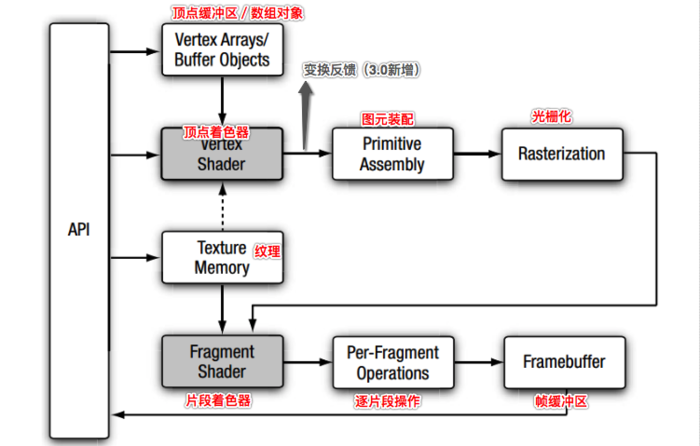 顶点缓冲区／数组对象
Vertex Arrays/
Buffer Objects
变换反馈（3.0新增）
顶点着色器
Vertex
Shader
图元装配
Primitive
Assembly
光栅化
Rasterization
API
Texture
Memory
纹理
Fragment
Shader
片段着色器
Per-Fragment
Operations
逐片段操作
Framebuffer
帧缓冲区